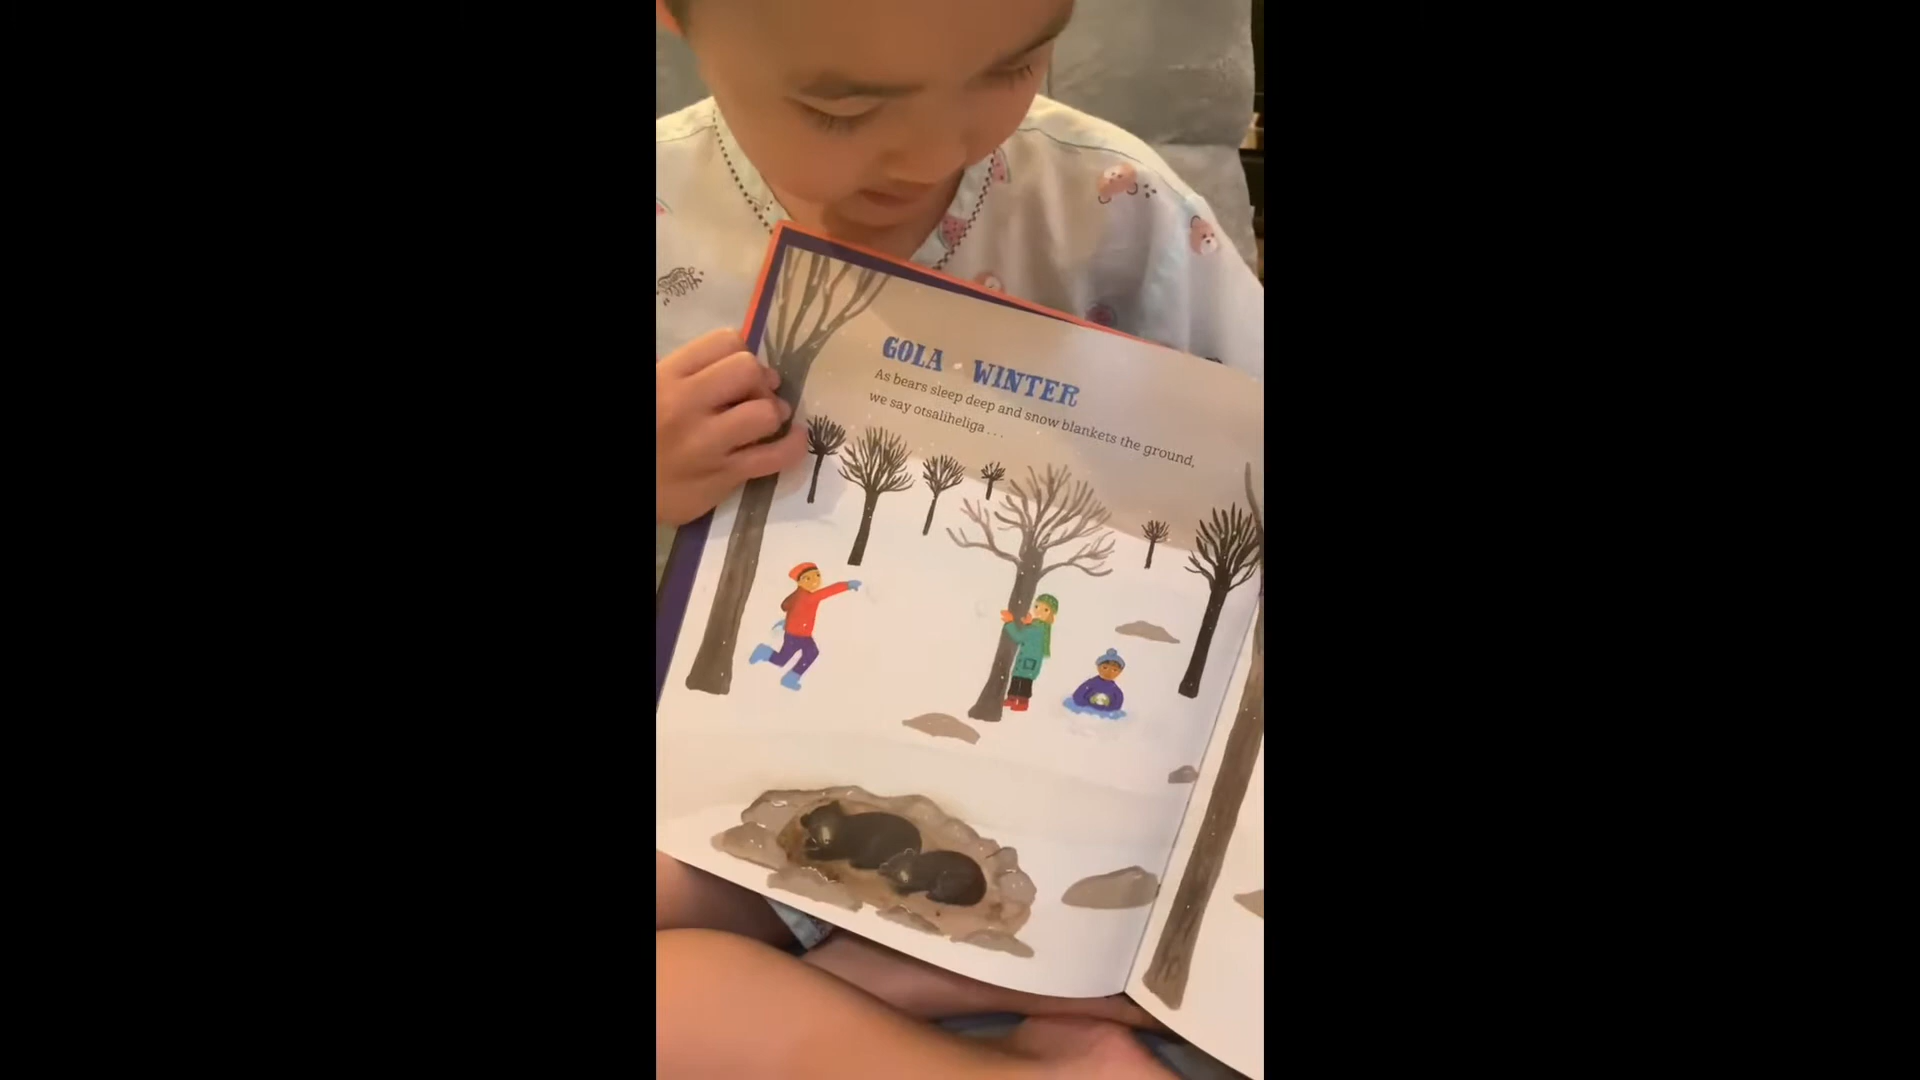 GOLA · WINTER
As bears sleep deep and snow blankets the ground,
we say otsaliheliga . . .